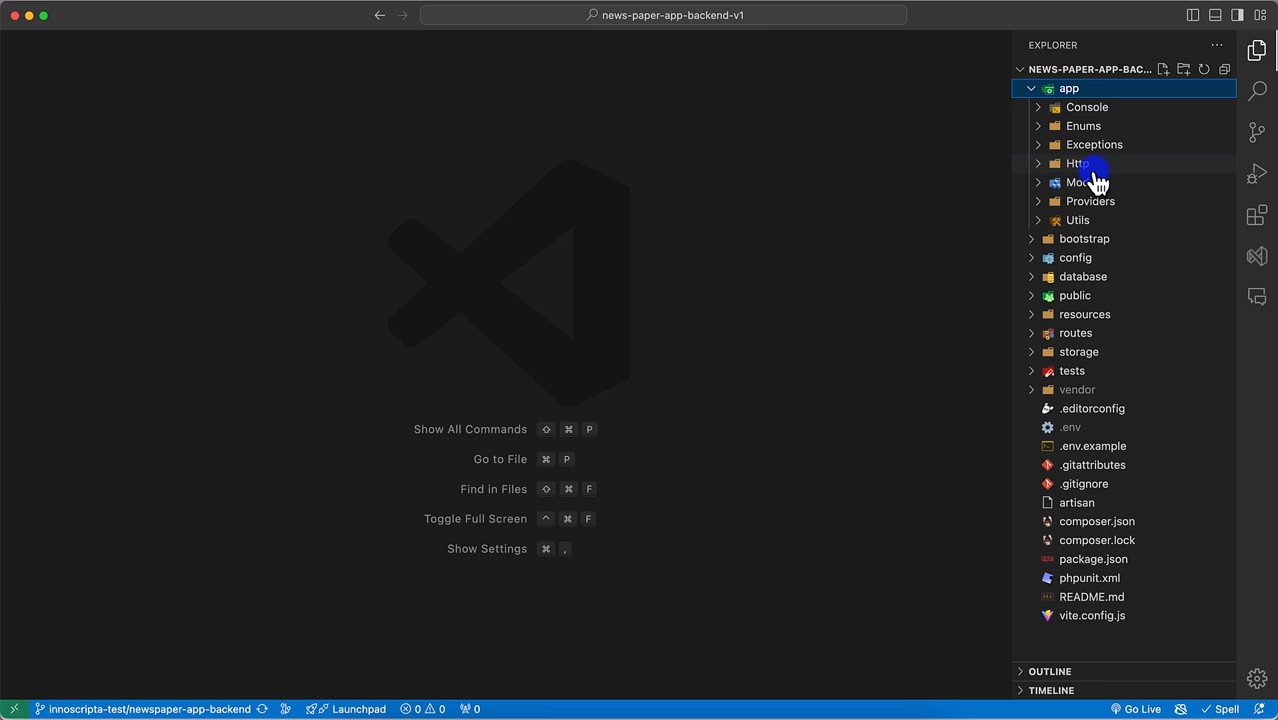 news-paper-app-backend-v1
EXPLORER
NEWS-PAPER-APP-BAC...
app
Console
Enums
Exceptions
Http
Providers
Utils
bootstrap
config
database
public
resources
routes
storage
tests
vendor
.editorconfig
.env
.env.example
.gitattributes
.gitignore
artisan
composer.json
composer.lock
package.json
phpunit.xml
README.md
vite.config.js
OUTLINE
TIMELINE
Show All Commands ⇧ ⌘ P
Go to File ⌘ P
Find in Files ⇧ ⌘ F
Toggle Full Screen ^ ⌘ F
Show Settings ⌘ ,
innoscripta-test/newspaper-app-backend Launchpad 0 0 0 Go Live Spell